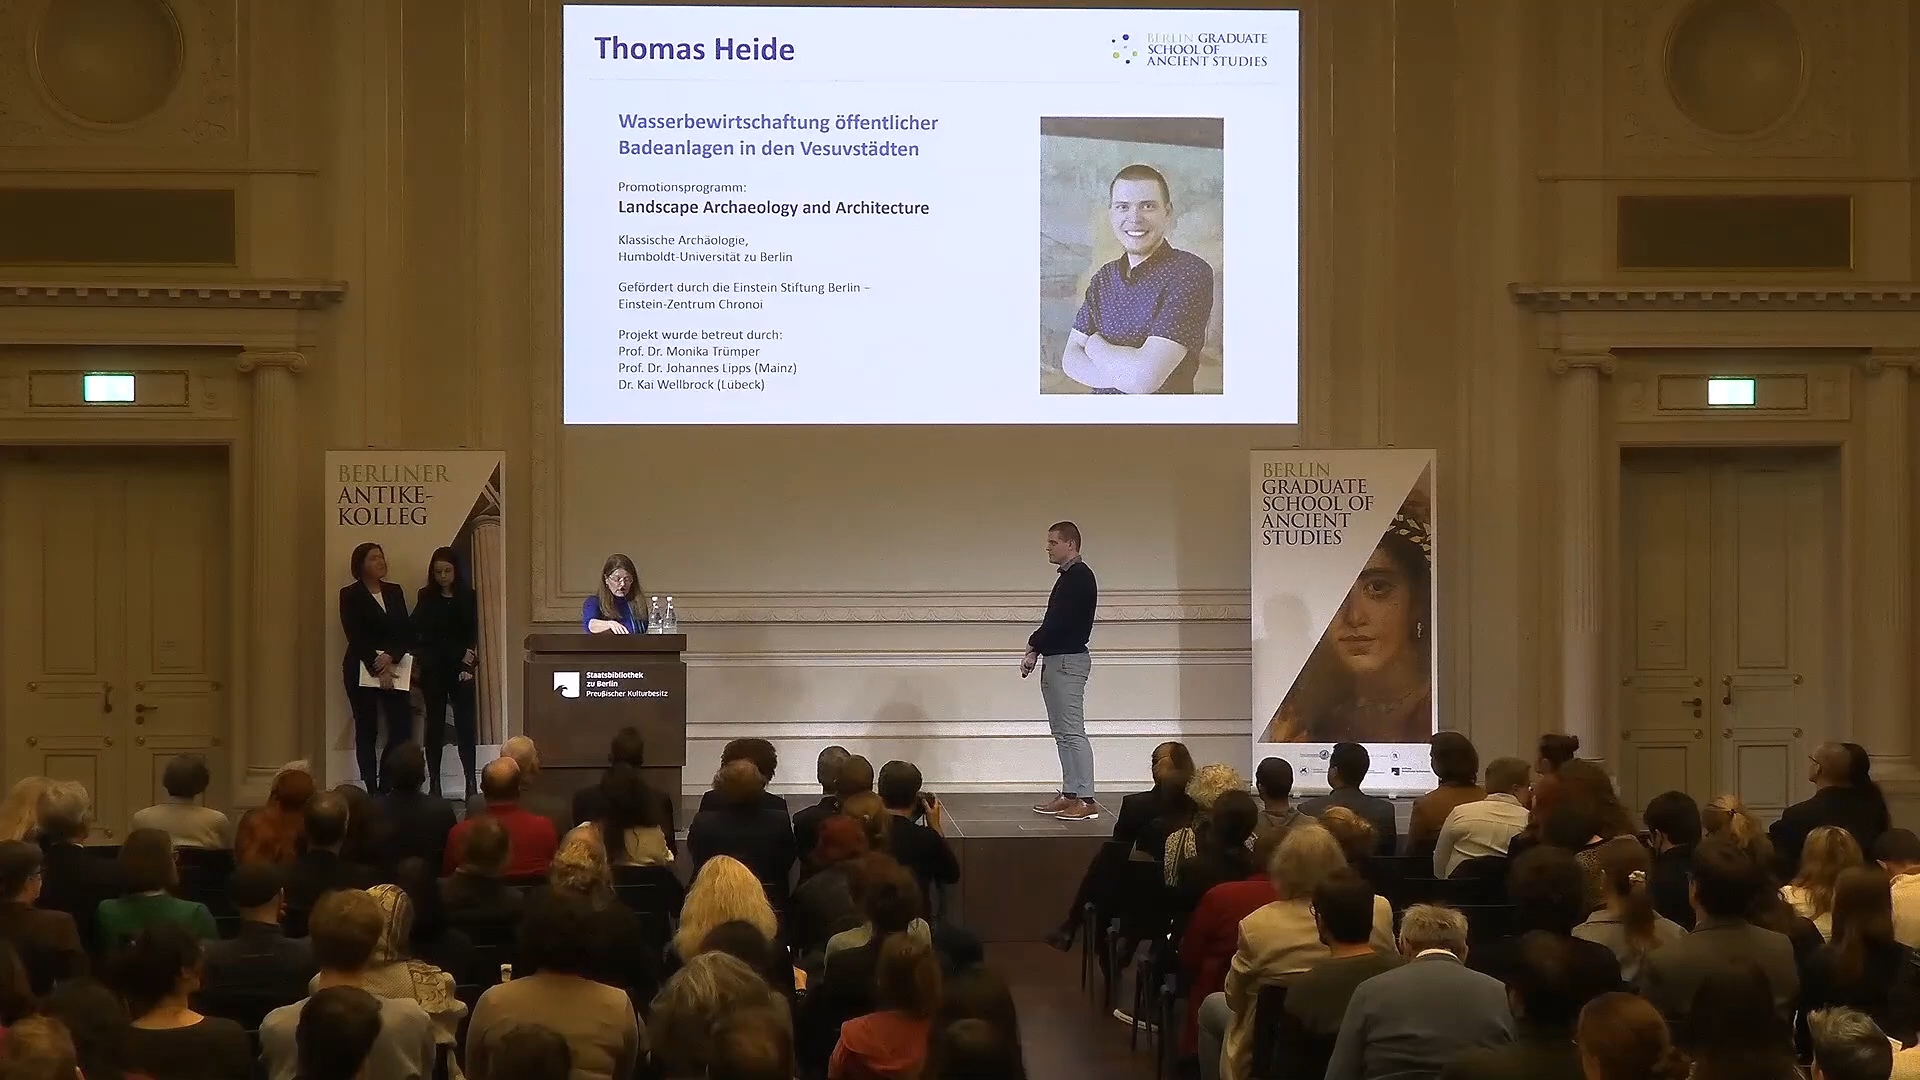 Thomas Heide
BERLIN GRADUATE
SCHOOL OF
ANCIENT STUDIES
Wasserbewirtschaftung öffentlicher
Badeanlagen in den Vesuvstädten
Promotionsprogramm:
Landscape Archaeology and Architecture
Klassische Archäologie,
Humboldt-Universität zu Berlin
Gefördert durch die Einstein Stiftung Berlin –
Einstein-Zentrum Chronoi
Projekt wurde betreut durch:
Prof. Dr. Monika Trümper
Prof. Dr. Johannes Lipps (Mainz)
Dr. Kai Wellbrock (Lübeck)
BERLINER
ANTIKE-
KOLLEG
Staatsbibliothek
zu Berlin
Preußischer Kulturbesitz
BERLIN
GRADUATE
SCHOOL OF
ANCIENT
STUDIES